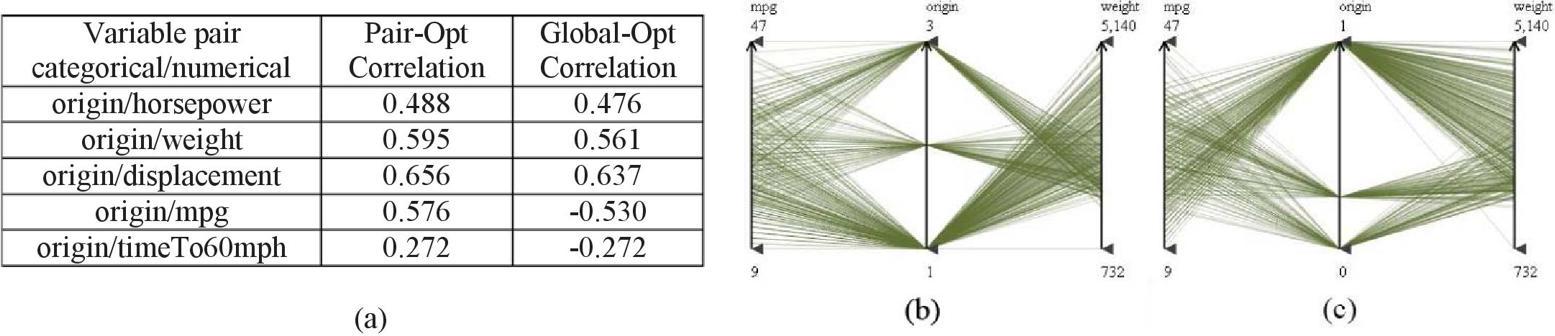 Variable pair categorical/numerical
Pair-Opt Correlation
Global-Opt Correlation
origin/horsepower 0.488 0.476
origin/weight 0.595 0.561
origin/displacement 0.656 0.637
origin/mpg 0.576 -0.530
origin/timeTo60mph 0.272 -0.272
(a)
mpg origin weight
47 3 5,140
9 1 732
(b)
mpg origin weight
47 1 5,140
9 0 732
(c)